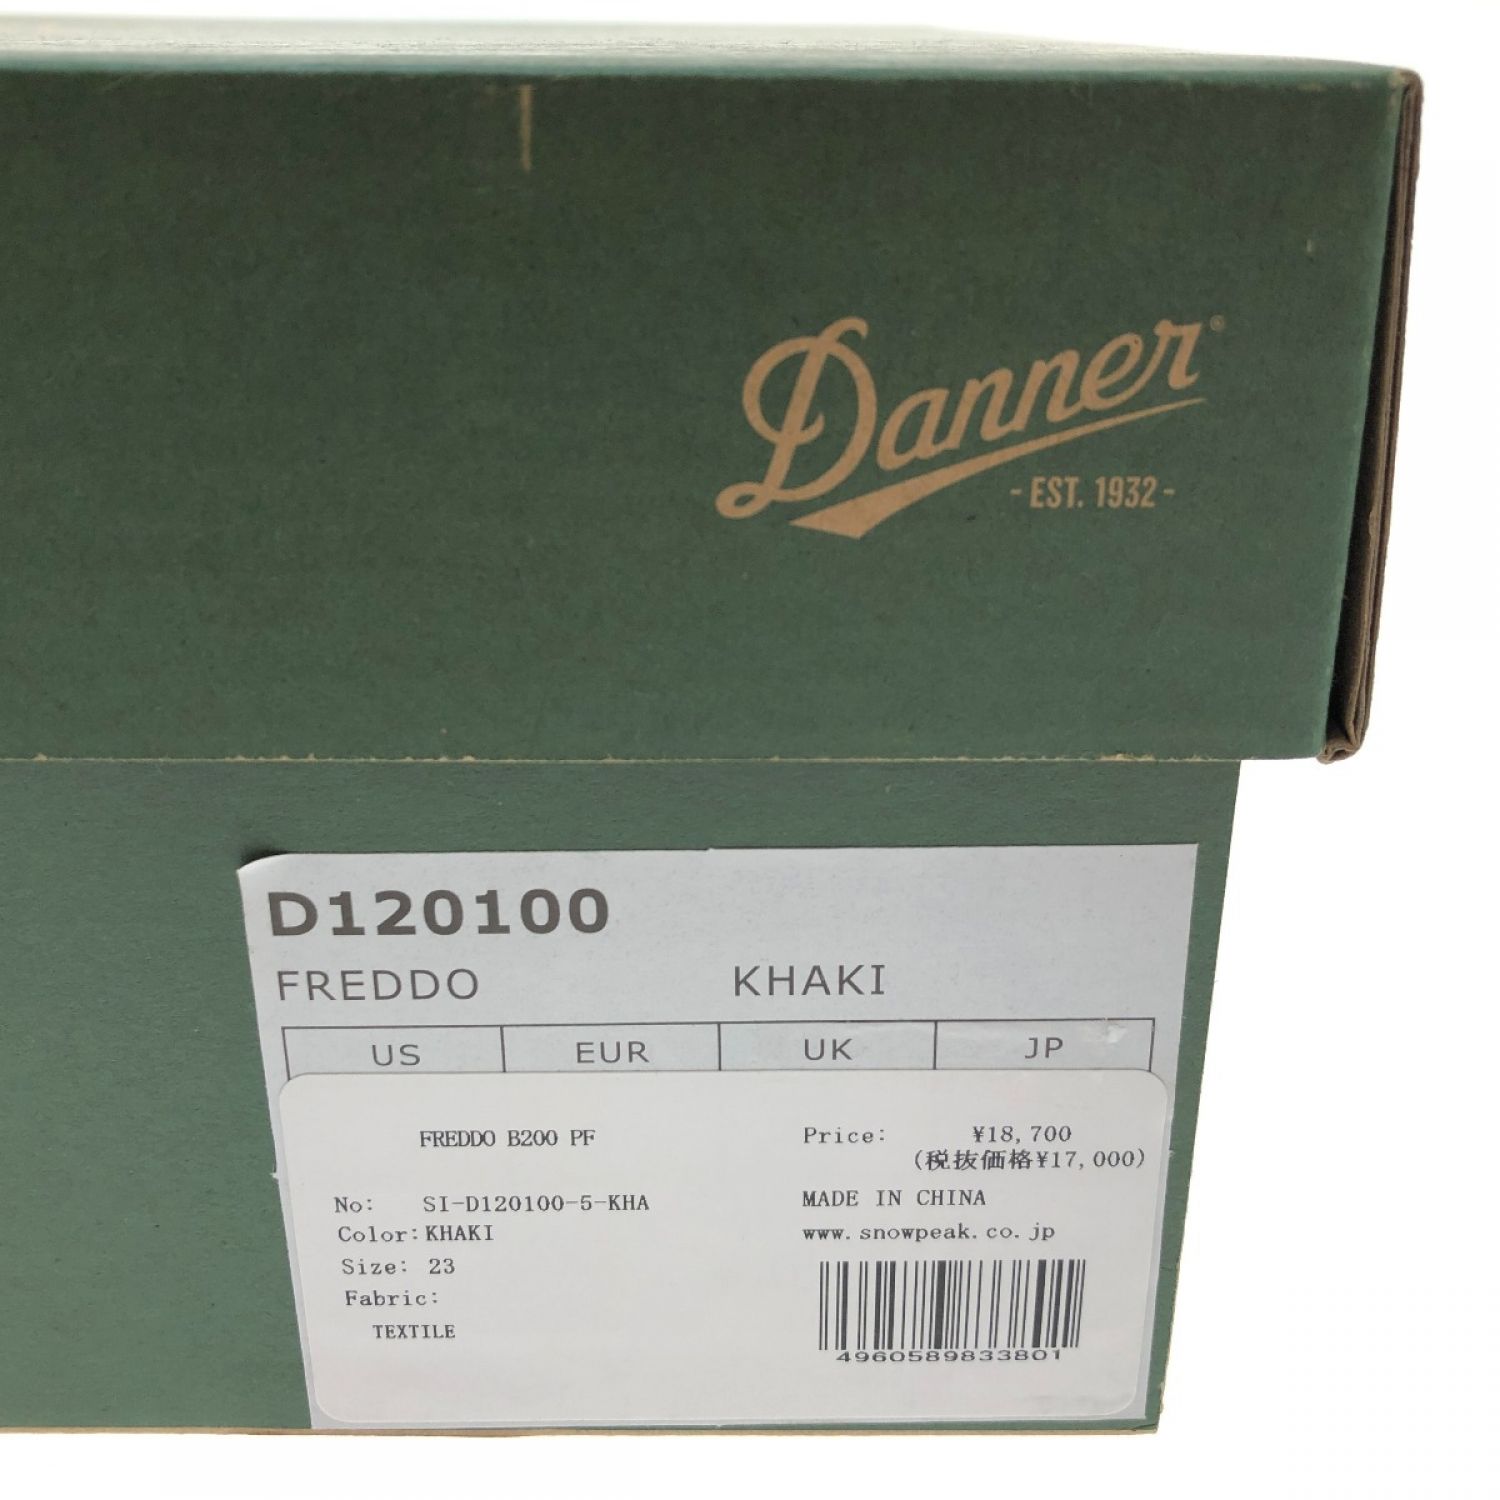 Danner®
- EST. 1932 -
D120100
FREDDO KHAKI
US EUR UK JP
FREDDO B200 PF
No: SI-D120100-5-KHA
Color: KHAKI
Size: 23
Fabric:
TEXTILE
Price: ¥18,700
(税抜価格¥17,000)
MADE IN CHINA
www.snowpeak.co.jp
4960589833801